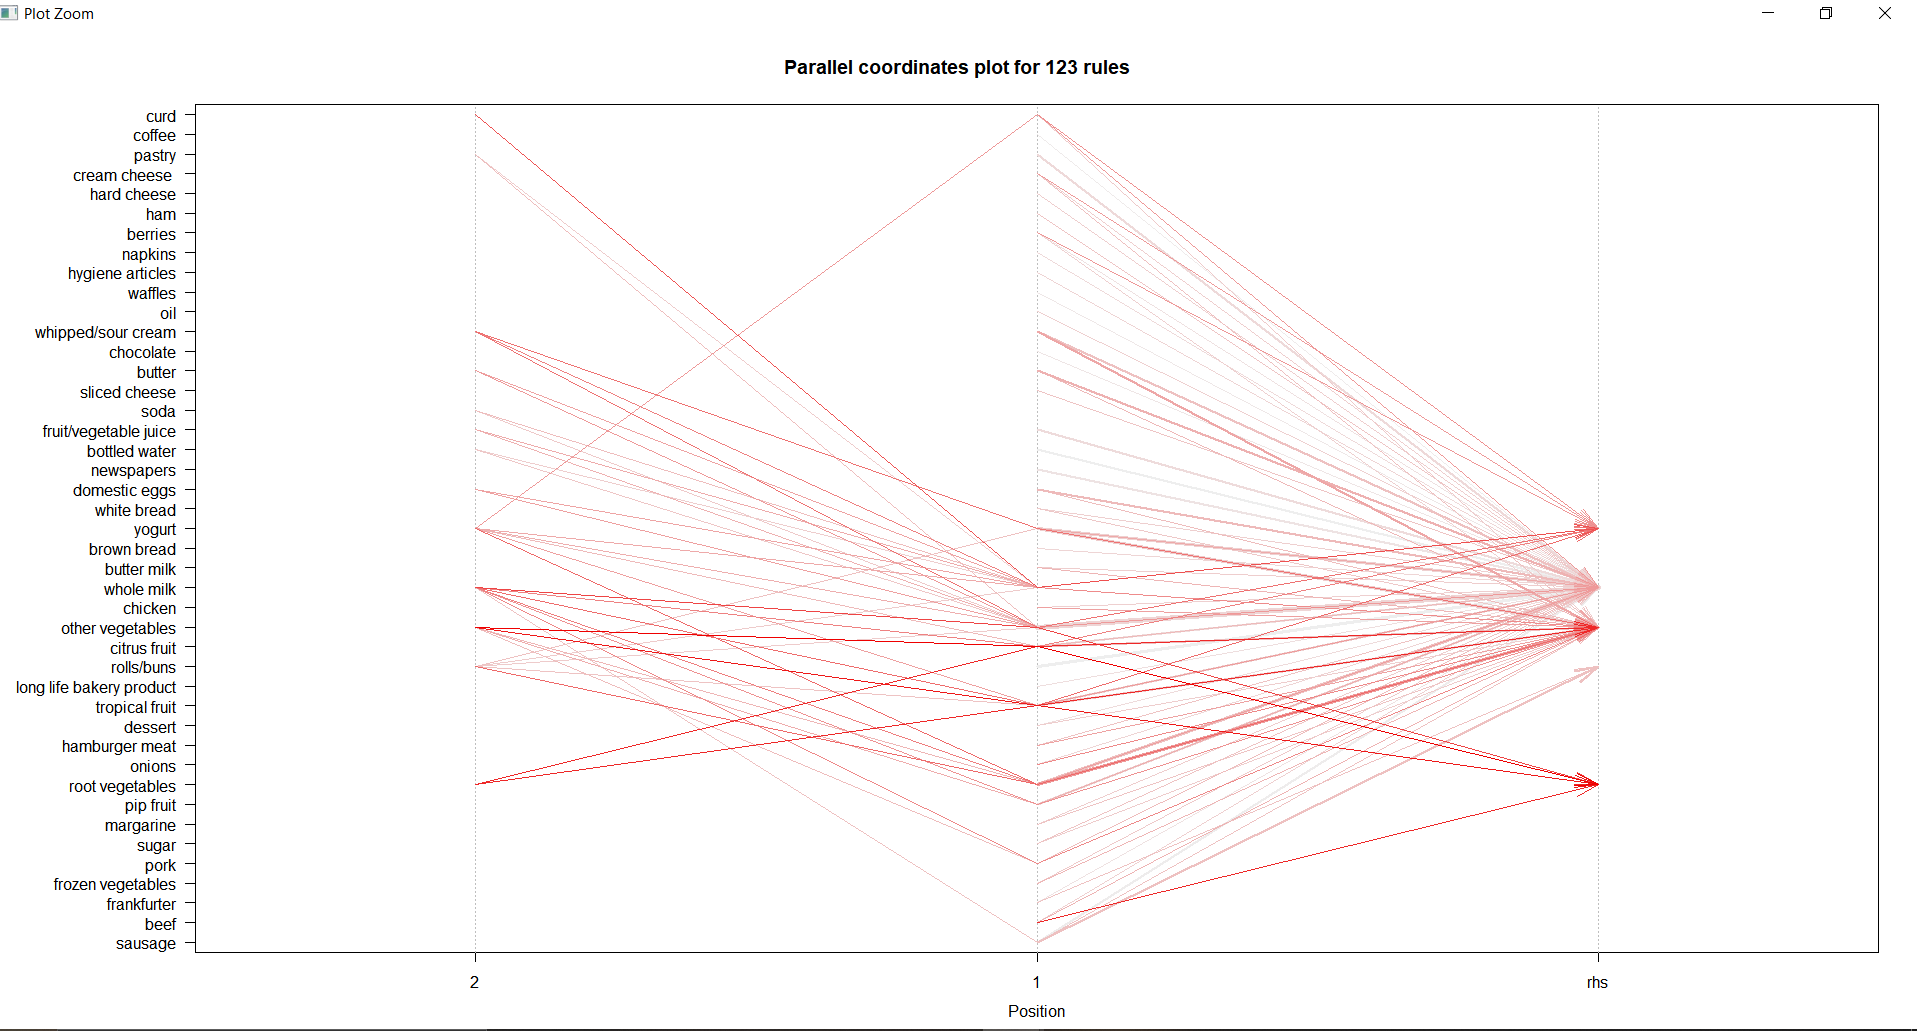 Plot Zoom
Parallel coordinates plot for 123 rules
curd
coffee
pastry
cream cheese
hard cheese
ham
berries
napkins
hygiene articles
waffles
oil
whipped/sour cream
chocolate
butter
sliced cheese
soda
fruit/vegetable juice
bottled water
newspapers
domestic eggs
white bread
yogurt
brown bread
butter milk
whole milk
chicken
other vegetables
citrus fruit
rolls/buns
long life bakery product
tropical fruit
dessert
hamburger meat
onions
root vegetables
pip fruit
margarine
sugar
pork
frozen vegetables
frankfurter
beef
sausage
2 1 rhs
Position